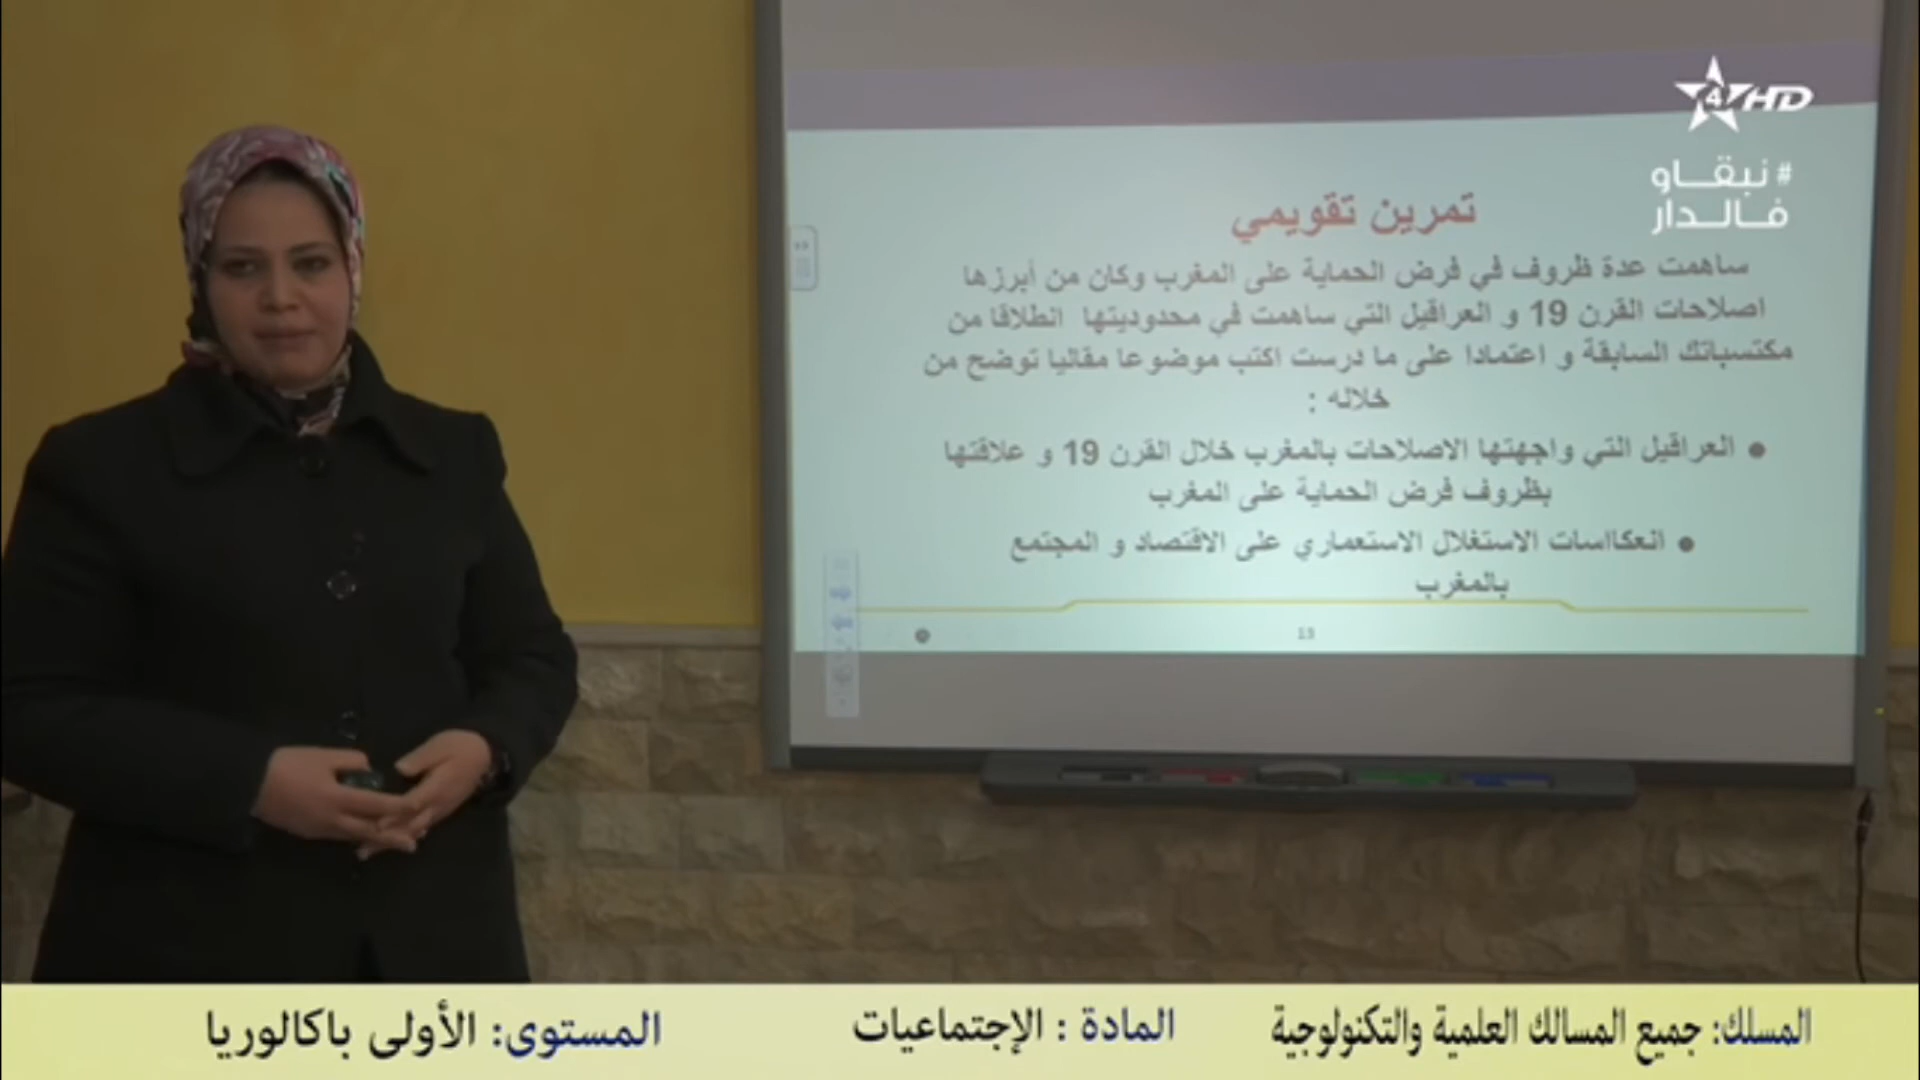 4 HD
#نبقاو
فالدار
تمرين تقويمي
ساهمت عدة ظروف في فرض الحماية على المغرب وكان من أبرزها
اصلاحات القرن 19 و العراقيل التي ساهمت في محدوديتها انطلاقا من
مكتسباتك السابقة و اعتمادا على ما درست اكتب موضوعا مقاليا توضح من
خلاله :
• العراقيل التي واجهتها الاصلاحات بالمغرب خلال القرن 19 و علاقتها
بظروف فرض الحماية على المغرب
• انعكااسات الاستغلال الاستعماري على الاقتصاد و المجتمع
بالمغرب
13
المسلك: جميع المسالك العلمية والتكنولوجية المادة : الإجتماعيات المستوى: الأولى باكالوريا